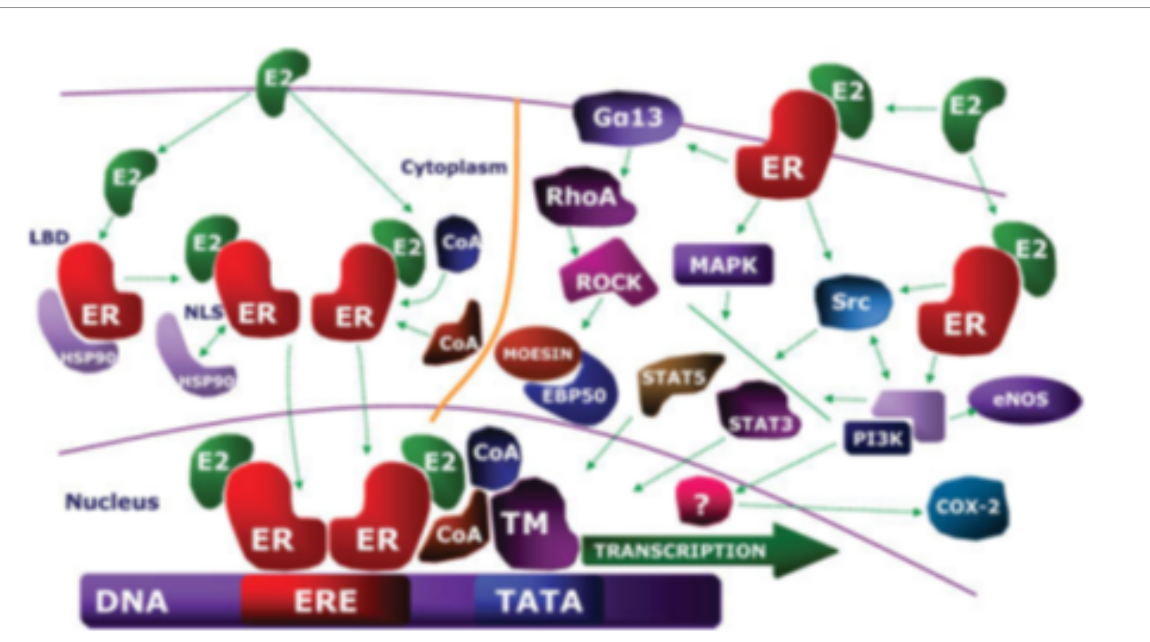 E2
E2
E2
Gα13
E2
ER
Cytoplasm
E2
RhoA
LBD
E2
E2
CoA
E2
MAPK
ROCK
Src
ER
NLS
ER
ER
ER
HSP90
CoA
MOESIN
HSP90
STAT5
EBP50
eNOS
STAT3
PI3K
E2
E2
CoA
Nucleus
?
COX-2
ER
ER
CoA
TM
TRANSCRIPTION
DNA
ERE
TATA